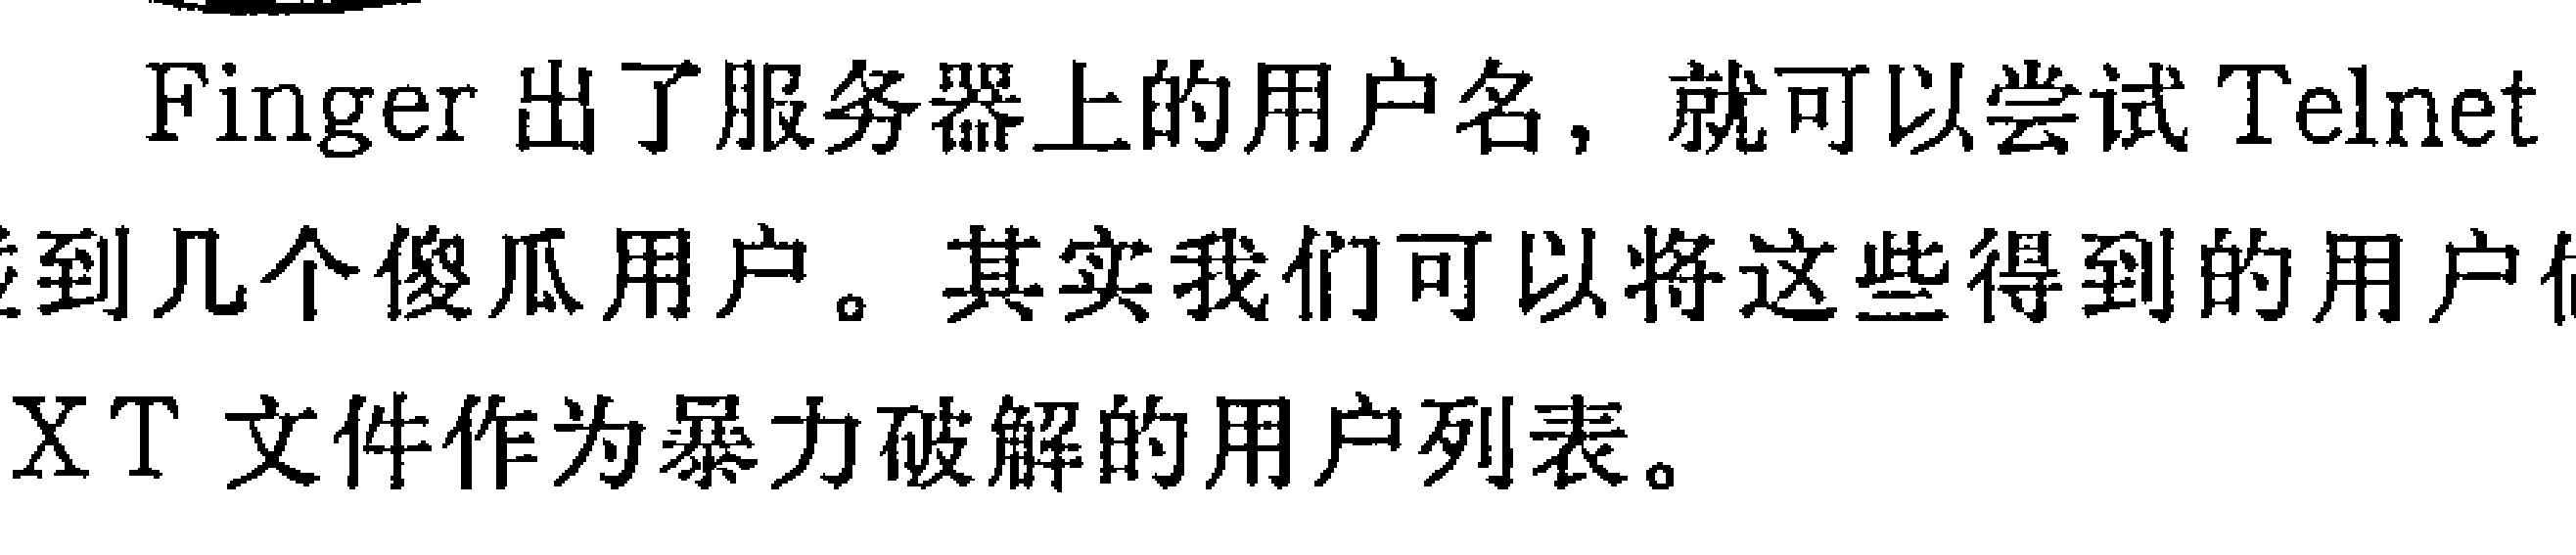 Finger 出了服务器上的用户名，就可以尝试 Telnet
到几个傻瓜用户。其实我们可以将这些得到的用户
XT 文件作为暴力破解的用户列表。